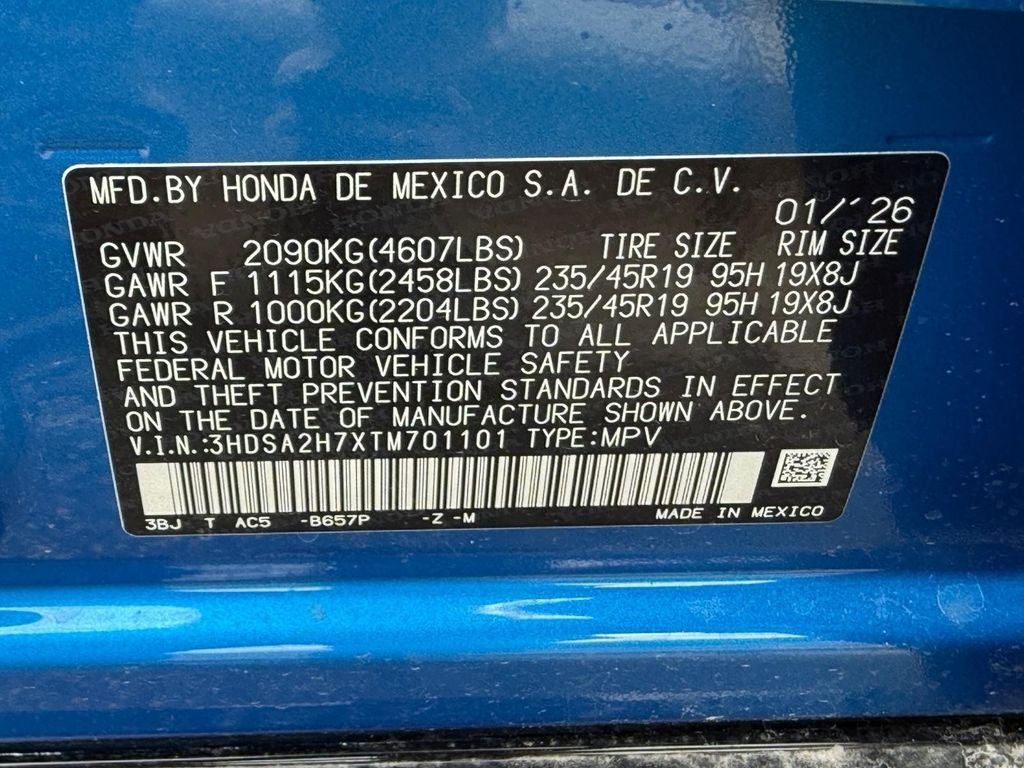 MFD.BY HONDA DE MEXICO S.A. DE C.V.
01/'26
GVWR 2090KG(4607LBS) TIRE SIZE RIM SIZE
GAWR F 1115KG(2458LBS) 235/45R19 95H 19X8J
GAWR R 1000KG(2204LBS) 235/45R19 95H 19X8J
THIS VEHICLE CONFORMS TO ALL APPLICABLE
FEDERAL MOTOR VEHICLE SAFETY
AND THEFT PREVENTION STANDARDS IN EFFECT
ON THE DATE OF MANUFACTURE SHOWN ABOVE.
V.I.N.:3HDSA2H7XTM701101 TYPE:MPV
3BJ T AC5 -B657P -Z -M MADE IN MEXICO